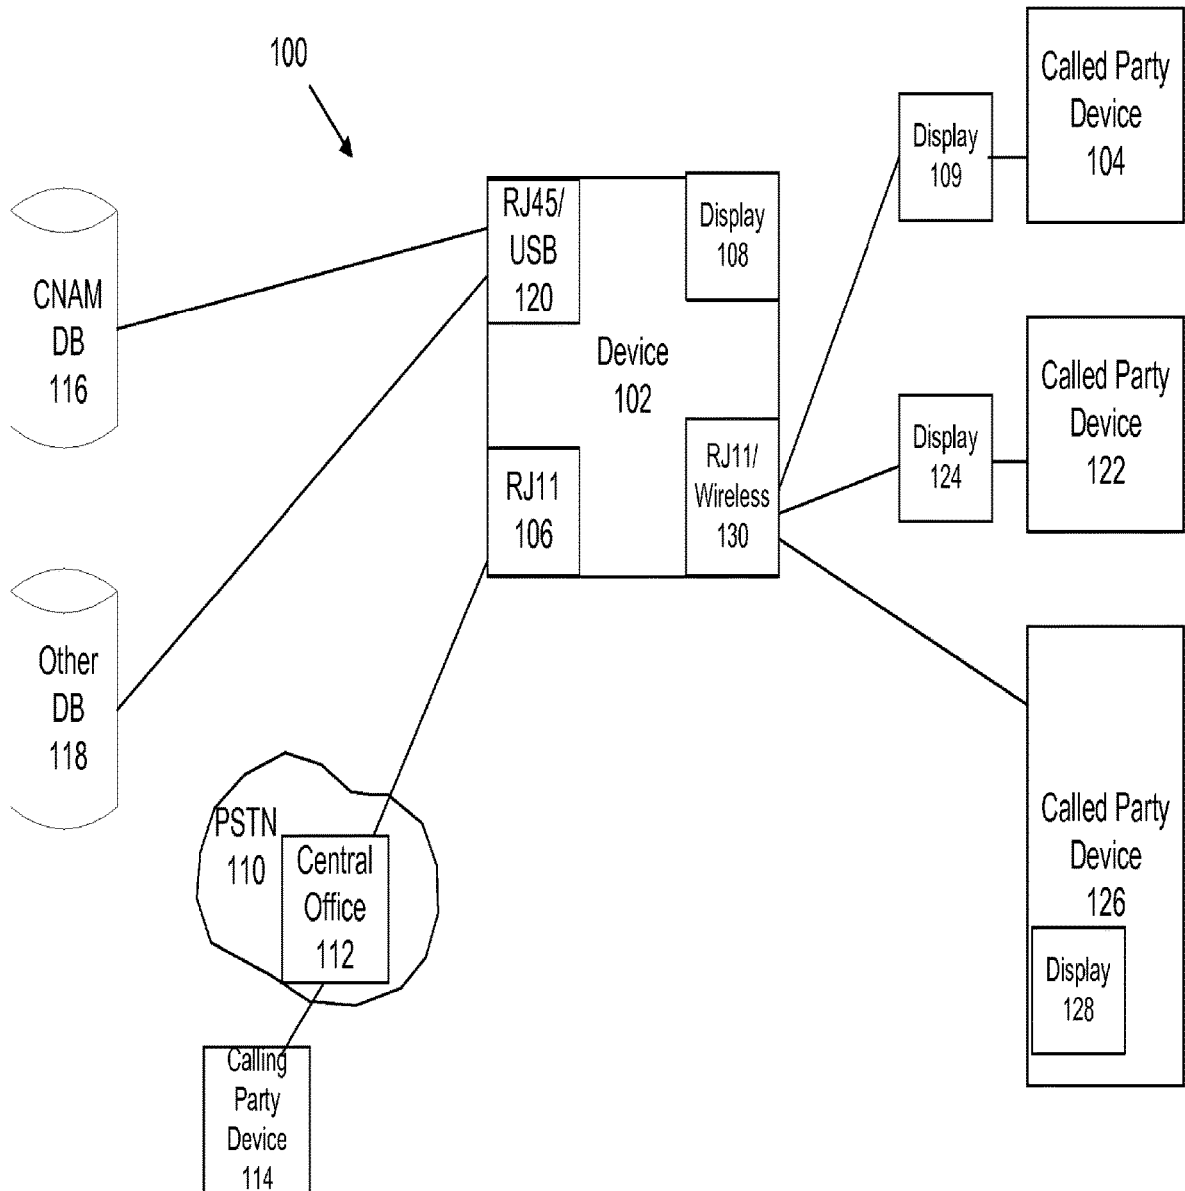 100
Called Party
Device
104
Display
109
RJ45/
USB
120
Display
108
CNAM
DB
116
Device
102
Called Party
Device
122
Display
124
RJ11
106
RJ11/
Wireless
130
Other
DB
118
PSTN
110
Central
Office
112
Called Party
Device
126
Display
128
Calling
Party
Device
114